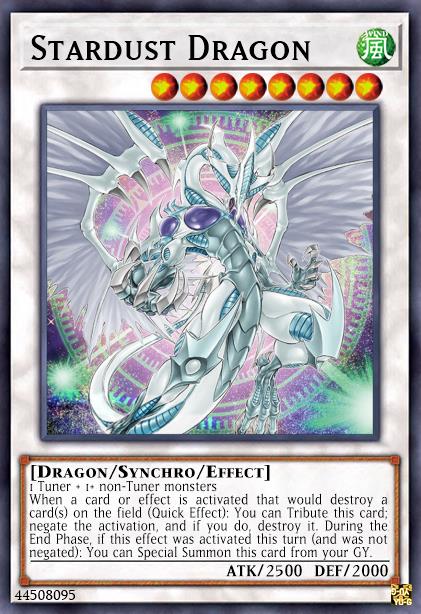 Stardust Dragon
WIND
風
[Dragon/Synchro/Effect]
1 Tuner + 1+ non-Tuner monsters
When a card or effect is activated that would destroy a
card(s) on the field (Quick Effect): You can Tribute this card;
negate the activation, and if you do, destroy it. During the
End Phase, if this effect was activated this turn (and was not
negated): You can Special Summon this card from your GY.
ATK/2500 DEF/2000
44508095